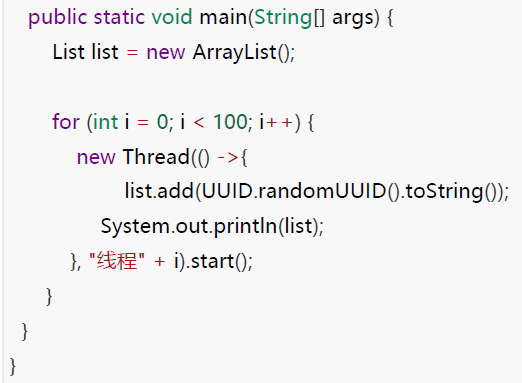 public static void main(String[] args) {
List list = new ArrayList();
for (int i = 0; i < 100; i++) {
new Thread(() ->{
list.add(UUID.randomUUID().toString());
System.out.println(list);
}, "线程" + i).start();
}
}
}